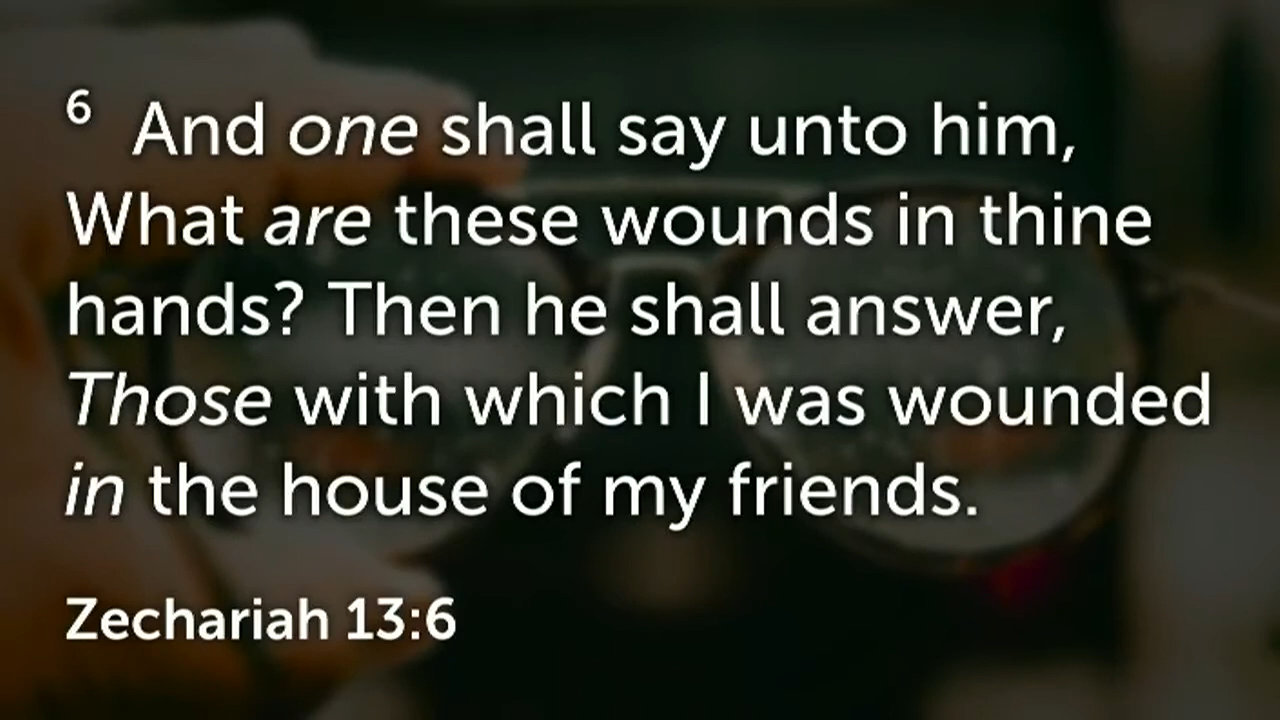 6 And one shall say unto him,
What are these wounds in thine
hands? Then he shall answer,
Those with which I was wounded
in the house of my friends.
Zechariah 13:6